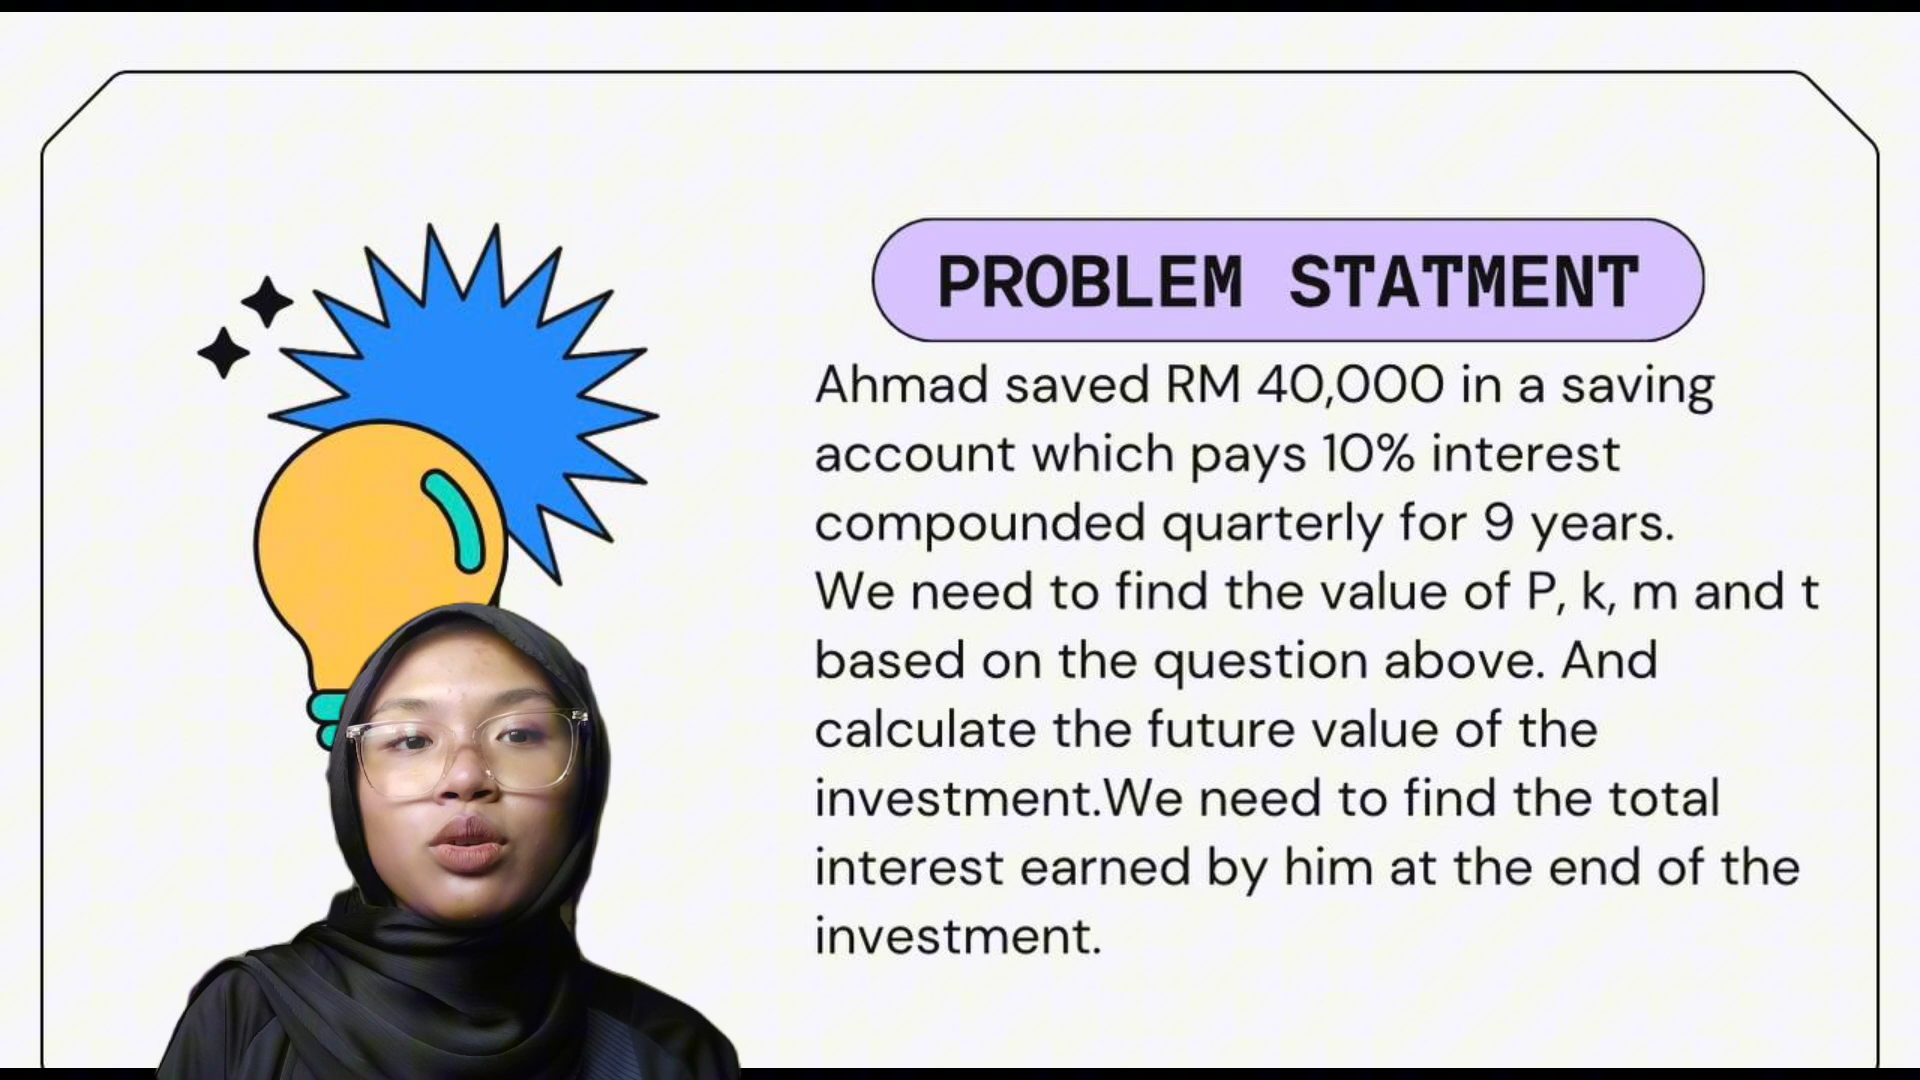 PROBLEM STATMENT
Ahmad saved RM 40,000 in a saving
account which pays 10% interest
compounded quarterly for 9 years.
We need to find the value of P, k, m and t
based on the question above. And
calculate the future value of the
investment.We need to find the total
interest earned by him at the end of the
investment.